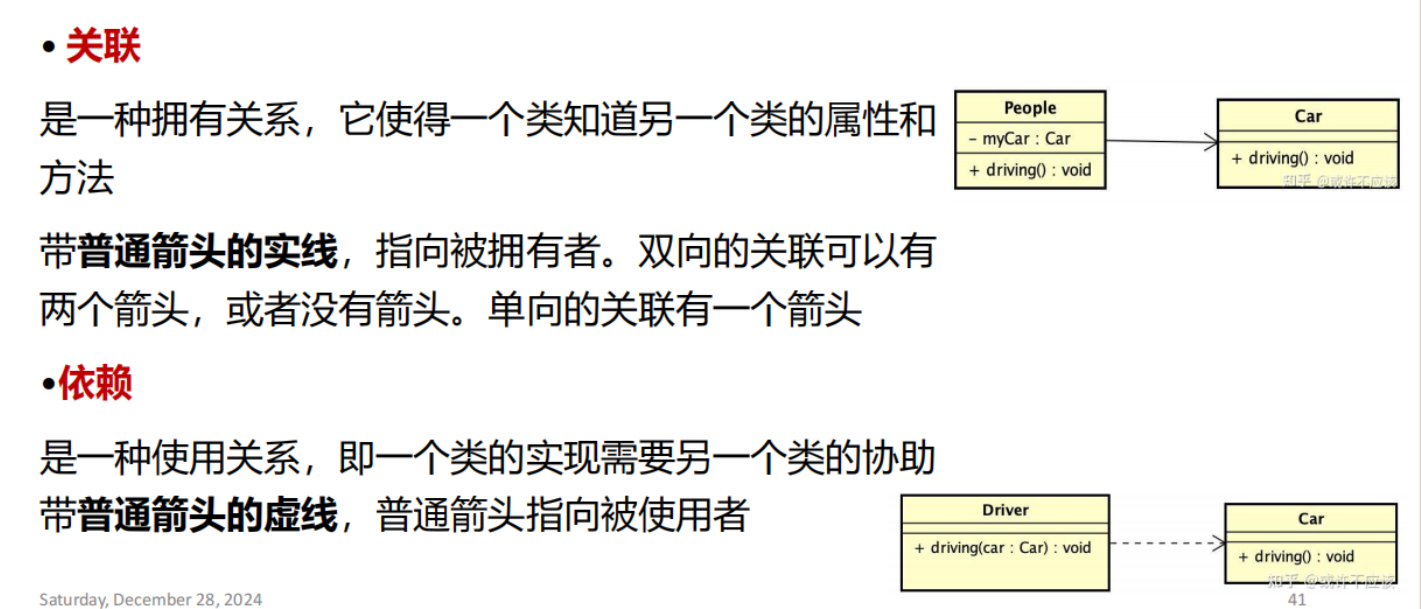 • 关联
是一种拥有关系，它使得一个类知道另一个类的属性和
方法
带普通箭头的实线，指向被拥有者。双向的关联可以有
两个箭头，或者没有箭头。单向的关联有一个箭头
People
- myCar : Car
+ driving() : void
Car
+ driving() : void
知乎 @或许不应该
•依赖
是一种使用关系，即一个类的实现需要另一个类的协助
带普通箭头的虚线，普通箭头指向被使用者
Driver
+ driving(car : Car) : void
Car
+ driving() : void
知乎 @或许不应该
Saturday, December 28, 2024
41